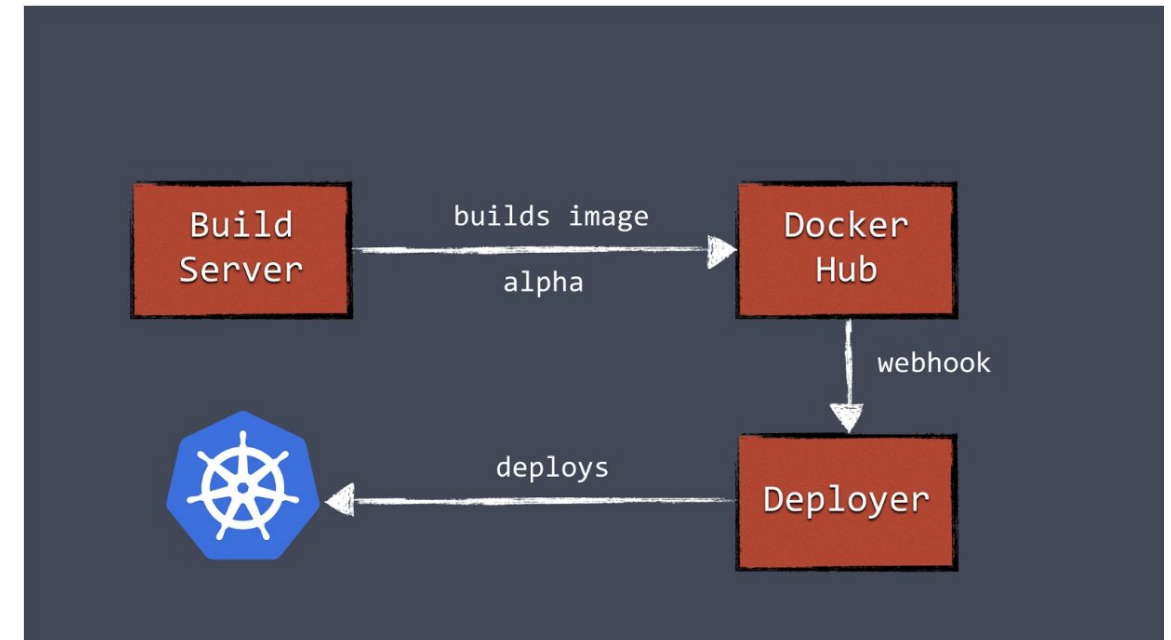 Build
Server
builds image
alpha
Docker
Hub
webhook
deploys
Deployer